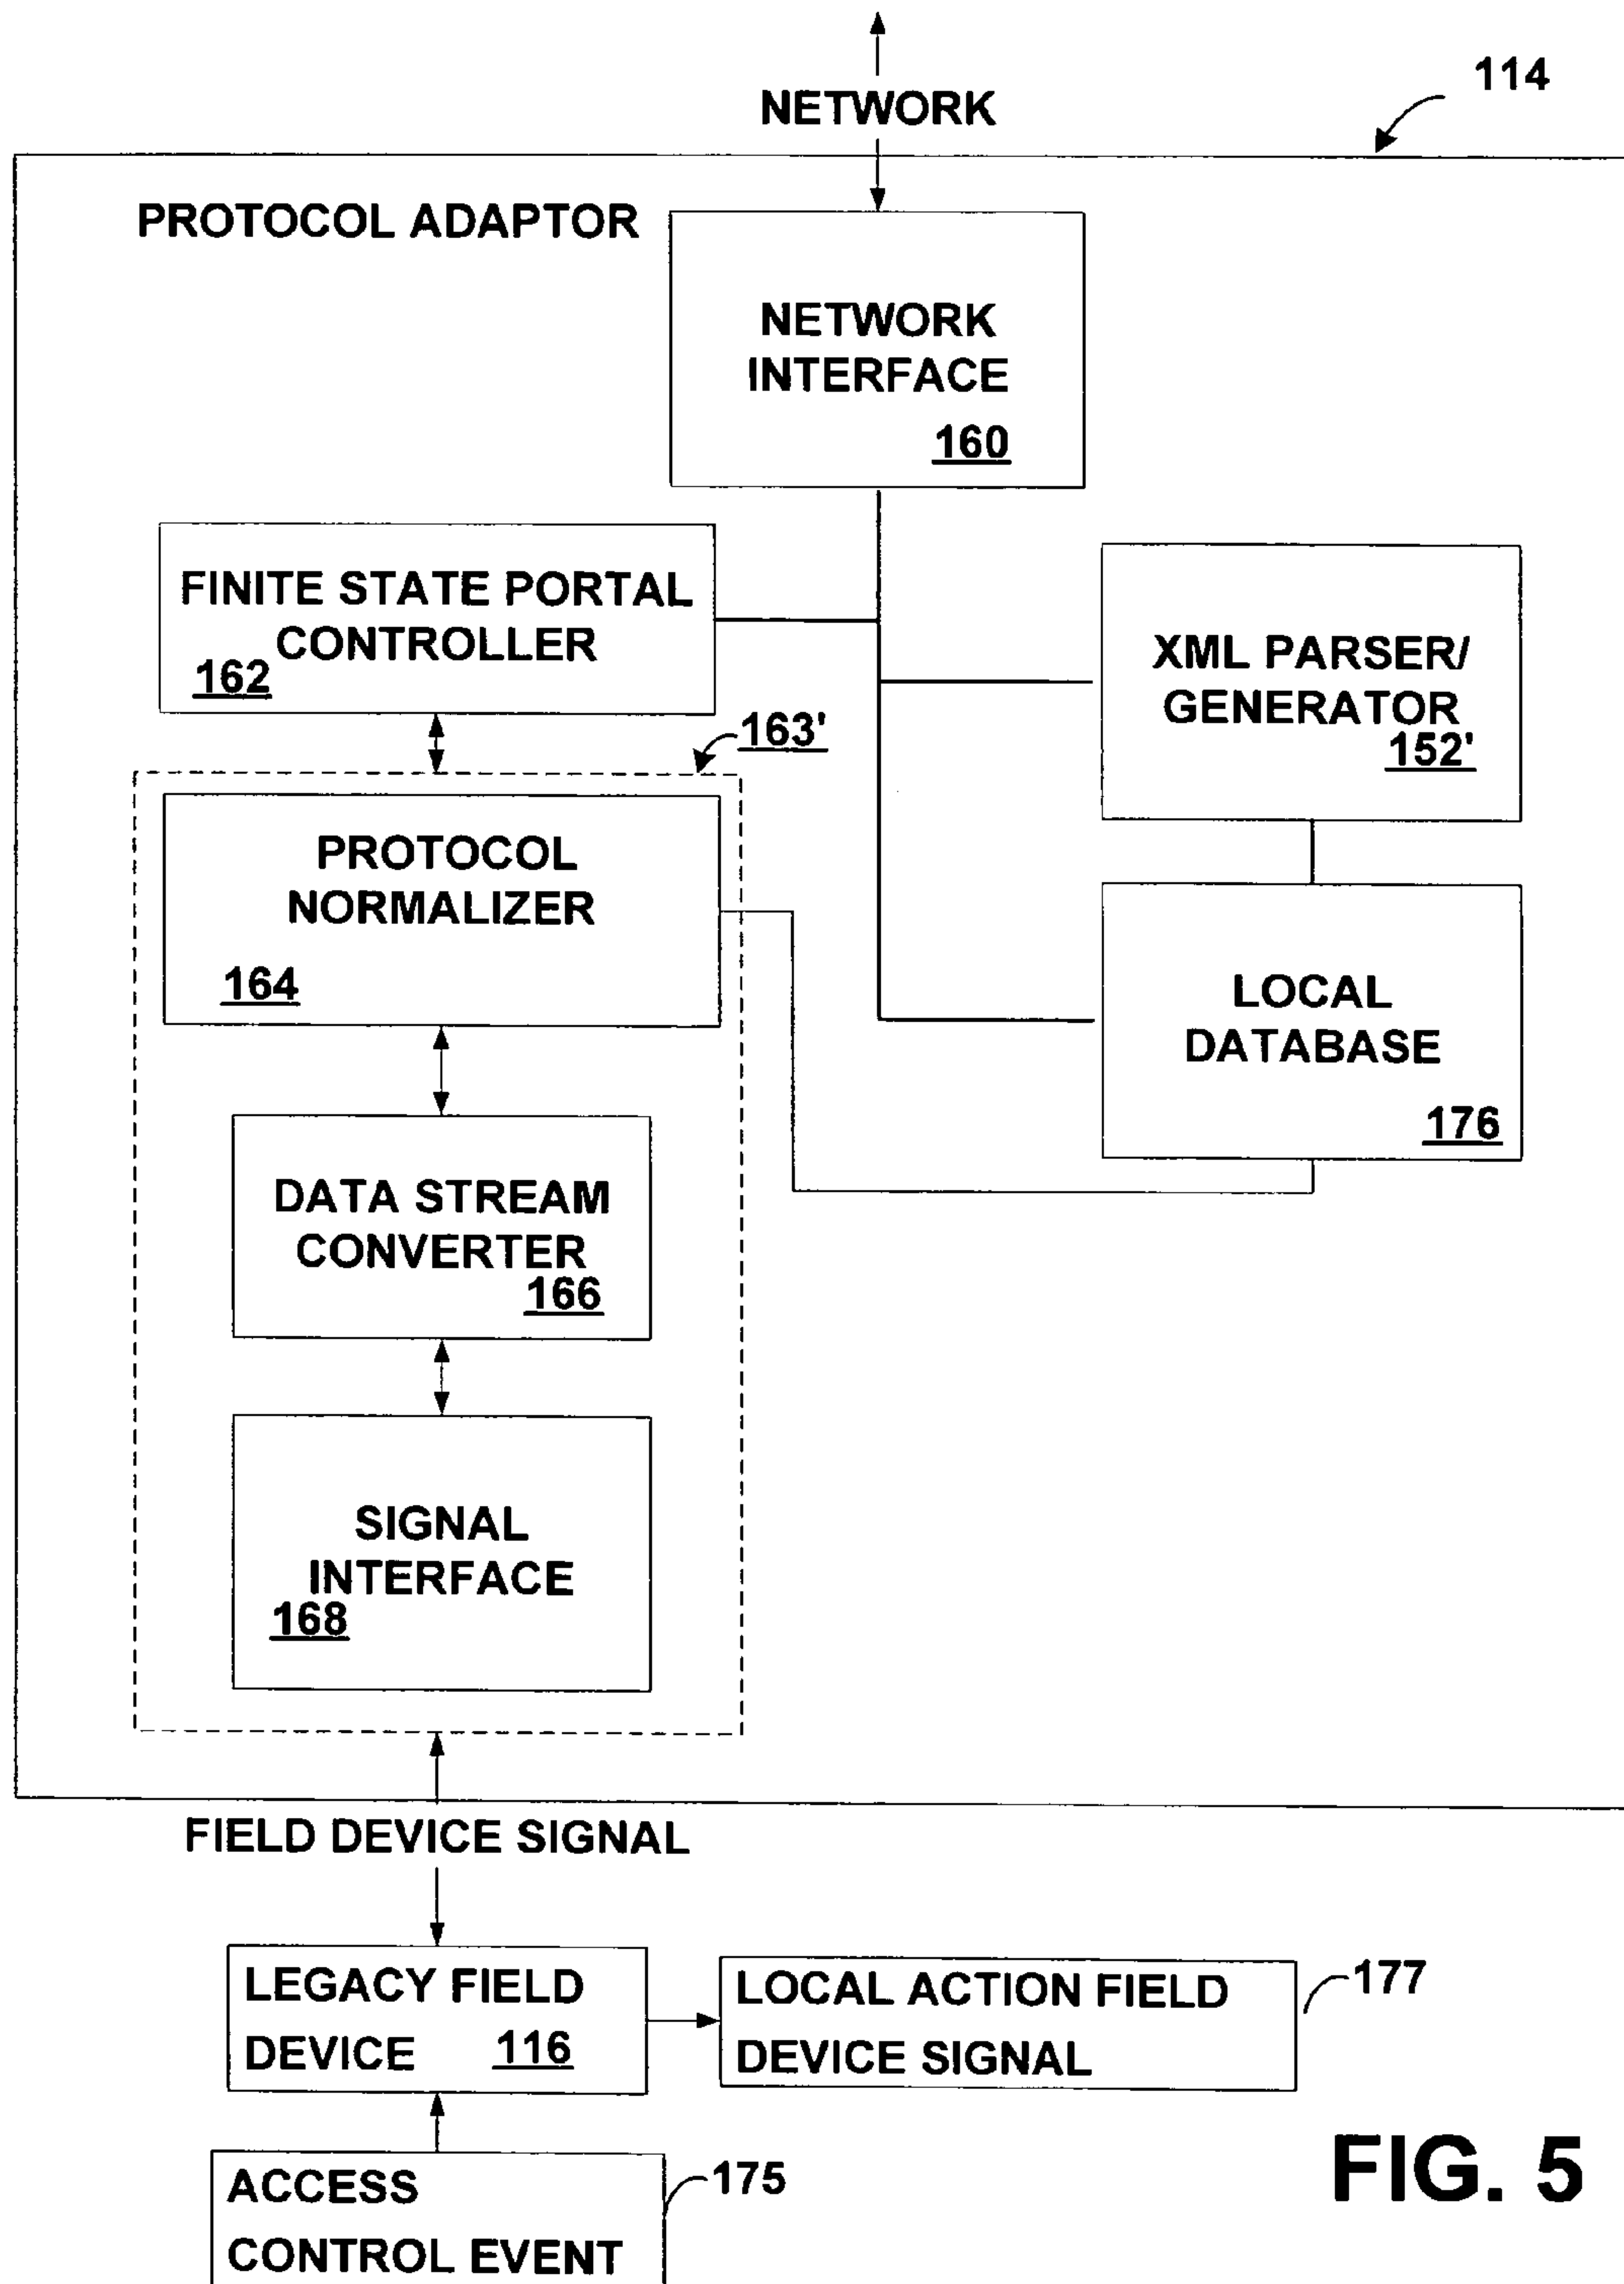 NETWORK
114
PROTOCOL ADAPTOR
NETWORK
INTERFACE
160
FINITE STATE PORTAL
CONTROLLER
162
XML PARSER/
GENERATOR
152'
163'
PROTOCOL
NORMALIZER
164
LOCAL
DATABASE
176
DATA STREAM
CONVERTER
166
SIGNAL
INTERFACE
168
FIELD DEVICE SIGNAL
LEGACY FIELD
DEVICE 116
LOCAL ACTION FIELD
DEVICE SIGNAL
177
ACCESS
CONTROL EVENT
175
FIG. 5